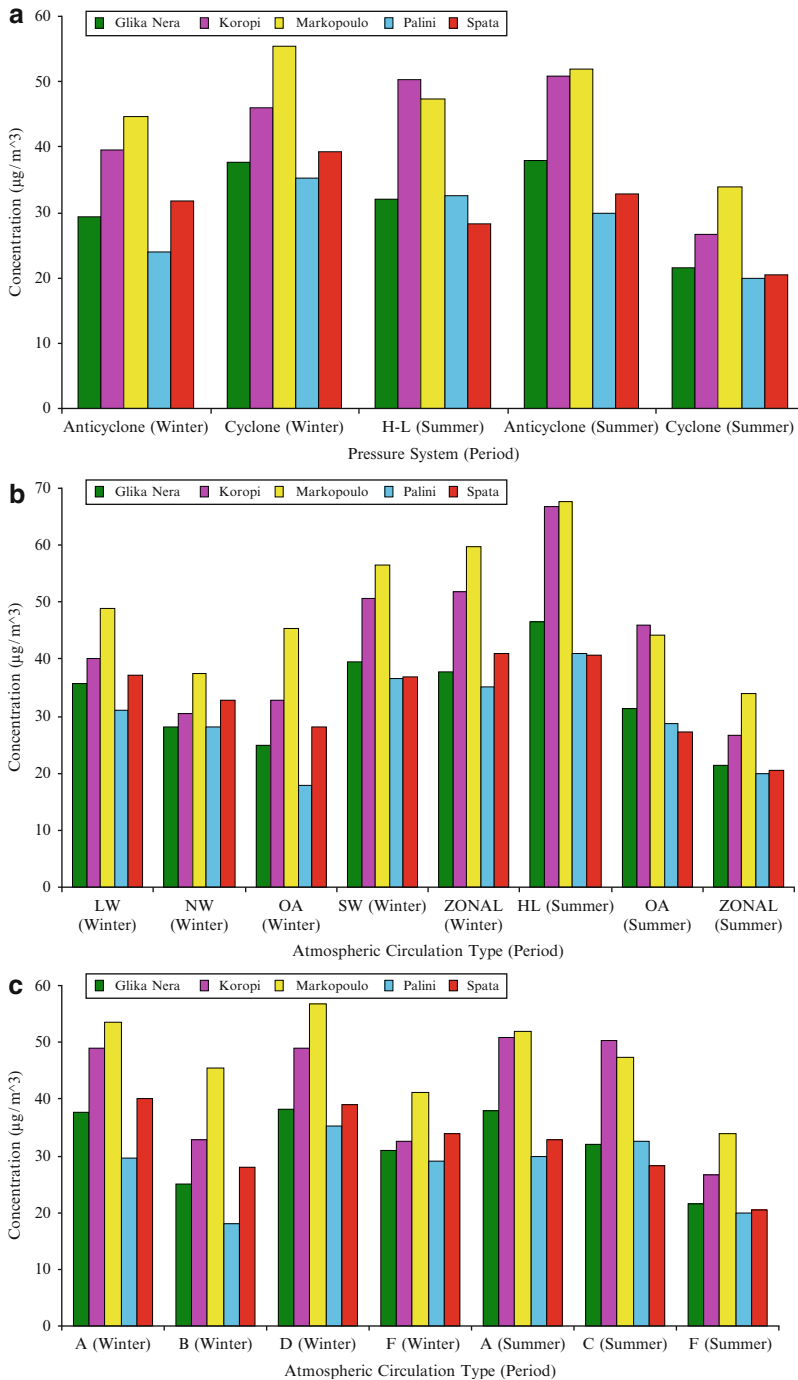 a
60
Glika Nera Koropi Markopoulo Palini Spata
50
40
30
20
10
0
Concentration (µg/m^3)
Anticyclone (Winter) Cyclone (Winter) H-L (Summer) Anticyclone (Summer) Cyclone (Summer)
Pressure System (Period)
b
70
Glika Nera Koropi Markopoulo Palini Spata
60
50
40
30
20
10
0
Concentration (µg/m^3)
LW (Winter) NW (Winter) OA (Winter) SW (Winter) ZONAL (Winter) HL (Summer) OA (Summer) ZONAL (Summer)
Atmospheric Circulation Type (Period)
c
60
Glika Nera Koropi Markopoulo Palini Spata
50
40
30
20
10
0
Concentration (µg/m^3)
A (Winter) B (Winter) D (Winter) F (Winter) A (Summer) C (Summer) F (Summer)
Atmospheric Circulation Type (Period)